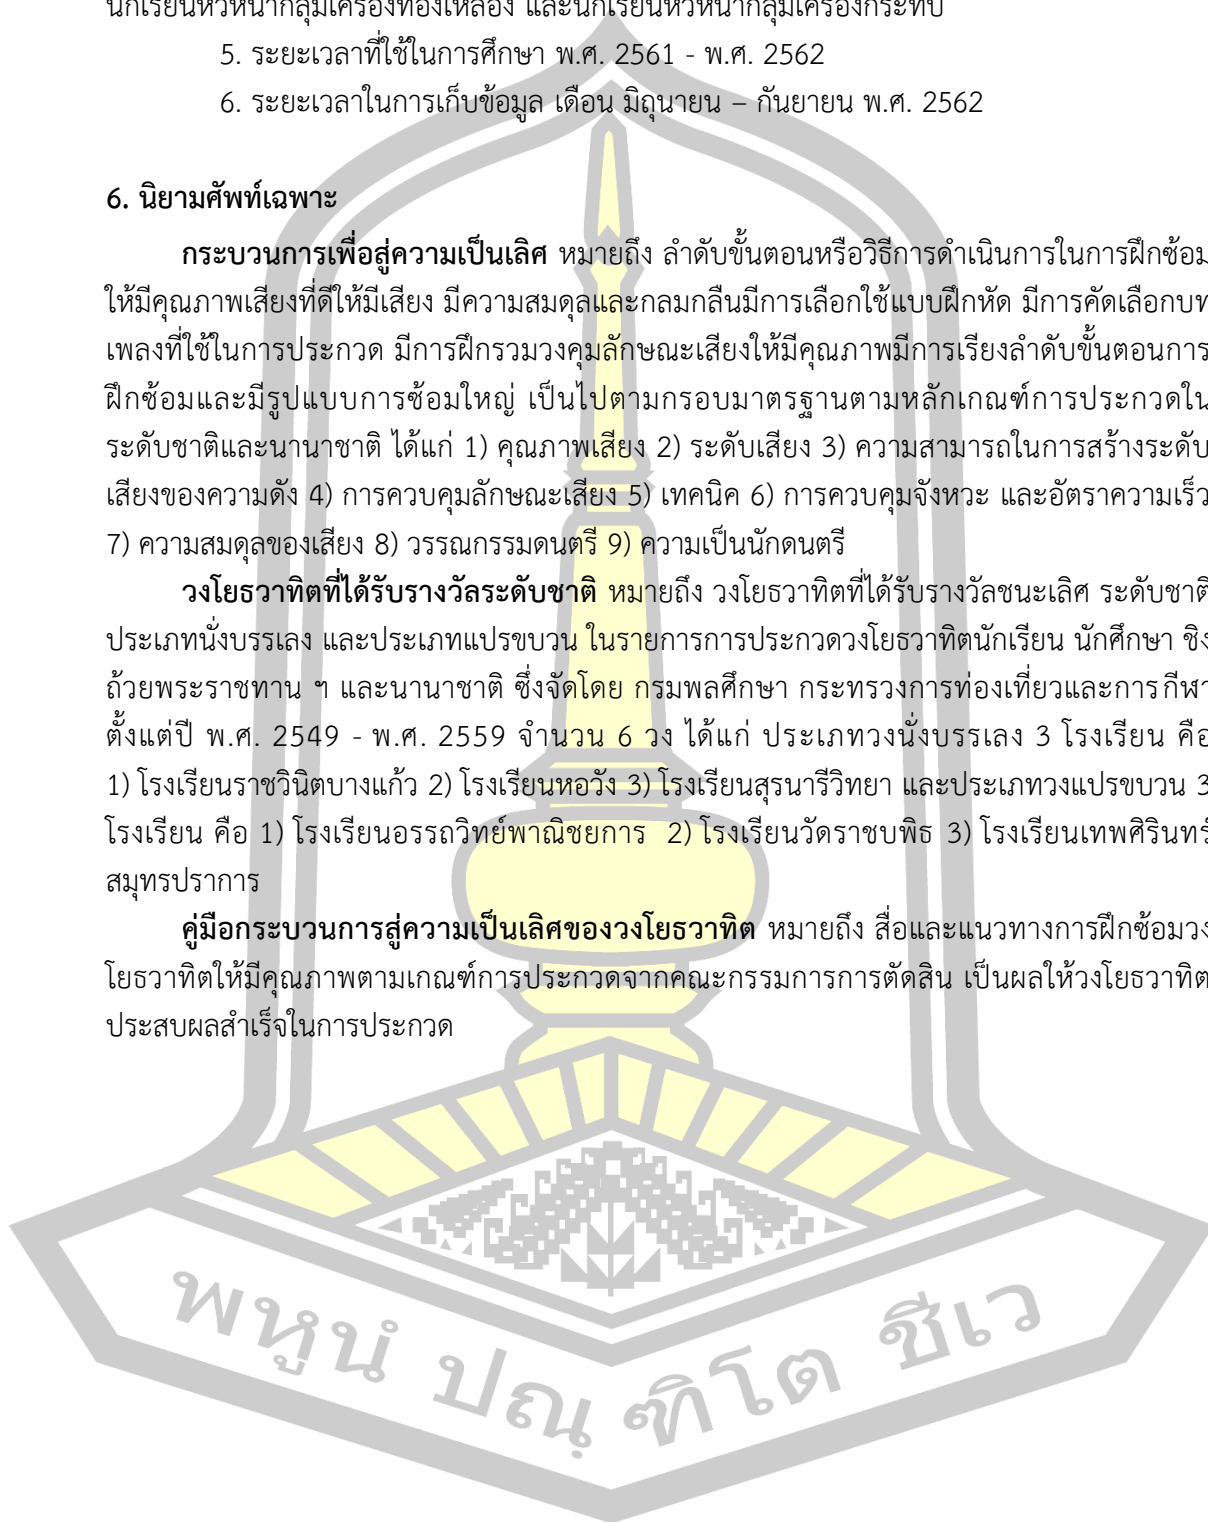 นักเรียนหัวหน้ากลุ่มเครื่องทองเหลือง และนักเรียนหัวหน้ากลุ่มเครื่องกระทบ
5. ระยะเวลาที่ใช้ในการศึกษา พ.ศ. 2561 - พ.ศ. 2562
6. ระยะเวลาในการเก็บข้อมูล เดือน มิถุนายน – กันยายน พ.ศ. 2562
6. นิยามศัพท์เฉพาะ
กระบวนการเพื่อสู่ความเป็นเลิศ หมายถึง ลำดับขั้นตอนหรือวิธีการดำเนินการในการฝึกซ้อม
ให้มีคุณภาพเสียงที่ดีให้มีเสียง มีความสมดุลและกลมกลืนมีการเลือกใช้แบบฝึกหัด มีการคัดเลือกบท
เพลงที่ใช้ในการประกวด มีการฝึกรวมวงคุมลักษณะเสียงให้มีคุณภาพมีการเรียงลำดับขั้นตอนการ
ฝึกซ้อมและมีรูปแบบการซ้อมใหญ่ เป็นไปตามกรอบมาตรฐานตามหลักเกณฑ์การประกวดใน
ระดับชาติและนานาชาติ ได้แก่ 1) คุณภาพเสียง 2) ระดับเสียง 3) ความสามารถในการสร้างระดับ
เสียงของความดัง 4) การควบคุมลักษณะเสียง 5) เทคนิค 6) การควบคุมจังหวะ และอัตราความเร็ว
7) ความสมดุลของเสียง 8) วรรณกรรมดนตรี 9) ความเป็นนักดนตรี
วงโยธวาทิตที่ได้รับรางวัลระดับชาติ หมายถึง วงโยธวาทิตที่ได้รับรางวัลชนะเลิศ ระดับชาติ
ประเภทนั่งบรรเลง และประเภทแปรขบวน ในรายการการประกวดวงโยธวาทิตนักเรียน นักศึกษา ชิง
ถ้วยพระราชทาน ฯ และนานาชาติ ซึ่งจัดโดย กรมพลศึกษา กระทรวงการท่องเที่ยวและการกีฬา
ตั้งแต่ปี พ.ศ. 2549 - พ.ศ. 2559 จำนวน 6 วง ได้แก่ ประเภทวงนั่งบรรเลง 3 โรงเรียน คือ
1) โรงเรียนราชวินิตบางแก้ว 2) โรงเรียนหอวัง 3) โรงเรียนสุรนารีวิทยา และประเภทวงแปรขบวน 3
โรงเรียน คือ 1) โรงเรียนอรรถวิทย์พาณิชยการ 2) โรงเรียนวัดราชบพิธ 3) โรงเรียนเทพศิรินทร์
สมุทรปราการ
คู่มือกระบวนการสู่ความเป็นเลิศของวงโยธวาทิต หมายถึง สื่อและแนวทางการฝึกซ้อมวง
โยธวาทิตให้มีคุณภาพตามเกณฑ์การประกวดจากคณะกรรมการการตัดสิน เป็นผลให้วงโยธวาทิต
ประสบผลสำเร็จในการประกวด
พหูนํ ปณฺฑิโต ชีเว